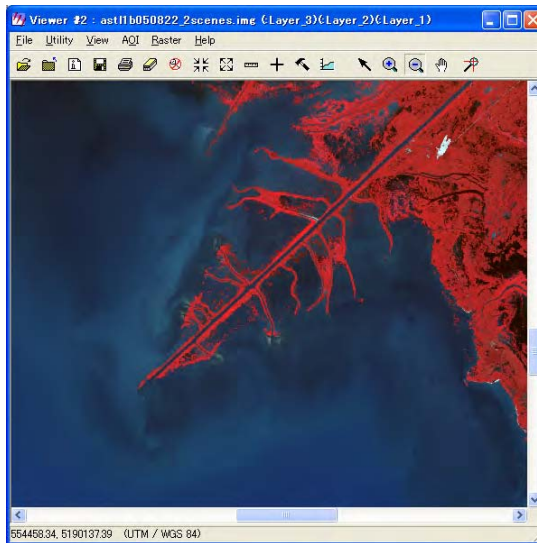 Viewer #2 : astl1b050822_2scenes.img (:Layer_3)(:Layer_2)(:Layer_1)
File Utility View AOI Raster Help
554458.34, 5190137.39 (UTM / WGS 84)